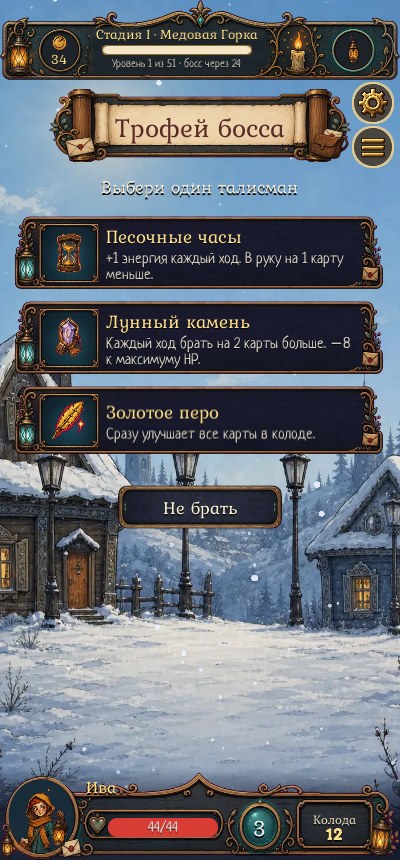 Стадия I · Медовая Горка
34
Уровень 1 из 51 · босс через 24
Трофей босса
Выбери один талисман
Песочные часы
+1 энергия каждый ход. В руку на 1 карту
меньше.
Лунный камень
Каждый ход брать на 2 карты больше. −8
к максимуму HP.
Золотое перо
Сразу улучшает все карты в колоде.
Не брать
Ива
44/44
3
Колода
12